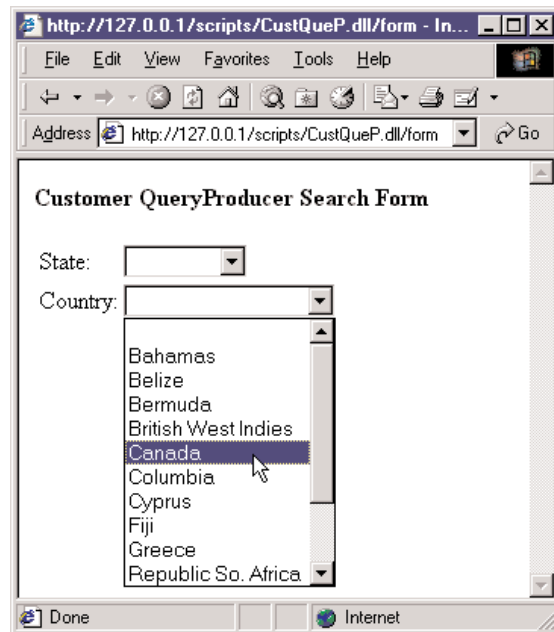 http://127.0.0.1/scripts/CustQueP.dll/form - In...
File Edit View Favorites Tools Help
Address http://127.0.0.1/scripts/CustQueP.dll/form Go
Customer QueryProducer Search Form
State:
Country:
Bahamas
Belize
Bermuda
British West Indies
Canada
Columbia
Cyprus
Fiji
Greece
Republic So. Africa
Done Internet